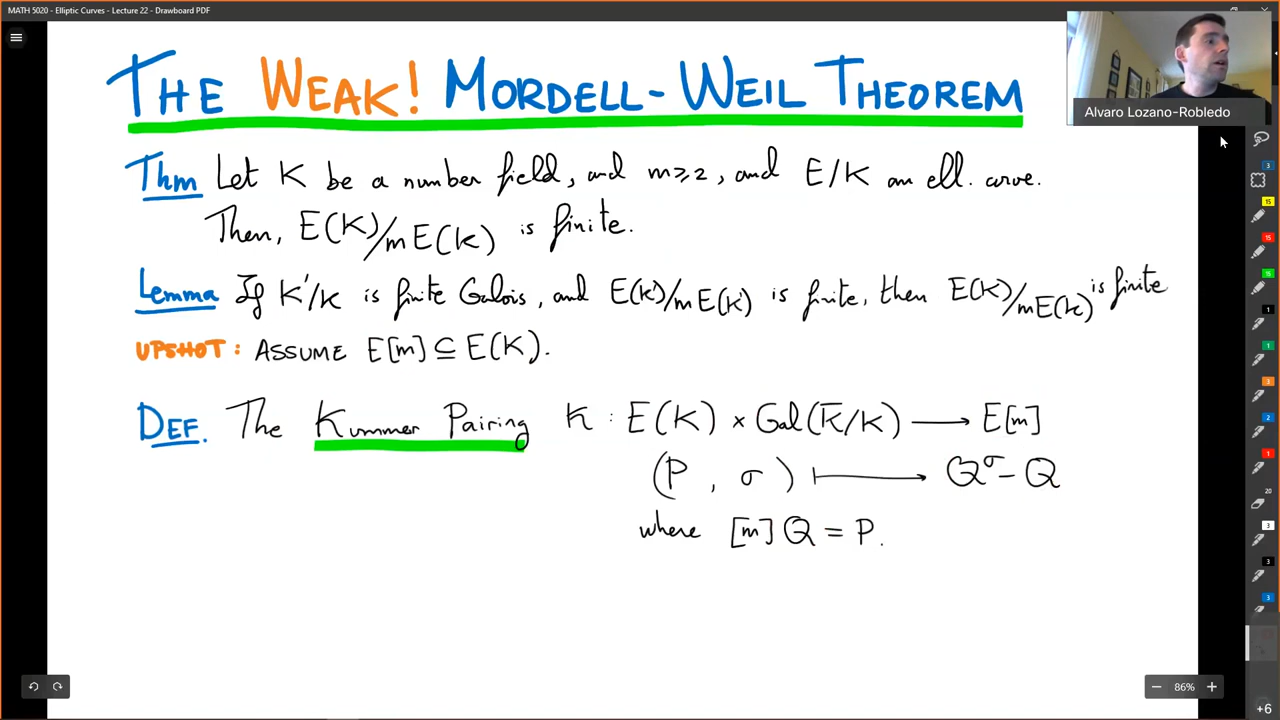 MATH 5020 - Elliptic Curves - Lecture 22 - Drawboard PDF
THE WEAK! MORDELL-WEIL THEOREM
Alvaro Lozano-Robledo
Thm Let K be a number field, and m≥2, and E/K an ell. curve.
Then, E(K)/mE(K) is finite.
Lemma If K'/K is finite Galois, and E(K')/mE(K') is finite, then E(K)/mE(K) is finite
UPSHOT: ASSUME E[m] ⊆ E(K).
DEF. The Kummer Pairing K : E(K) × Gal(K̅/K) ⟶ E[m]
(P, σ) ⟼ Q^σ - Q
where [m] Q = P.
86%
+6